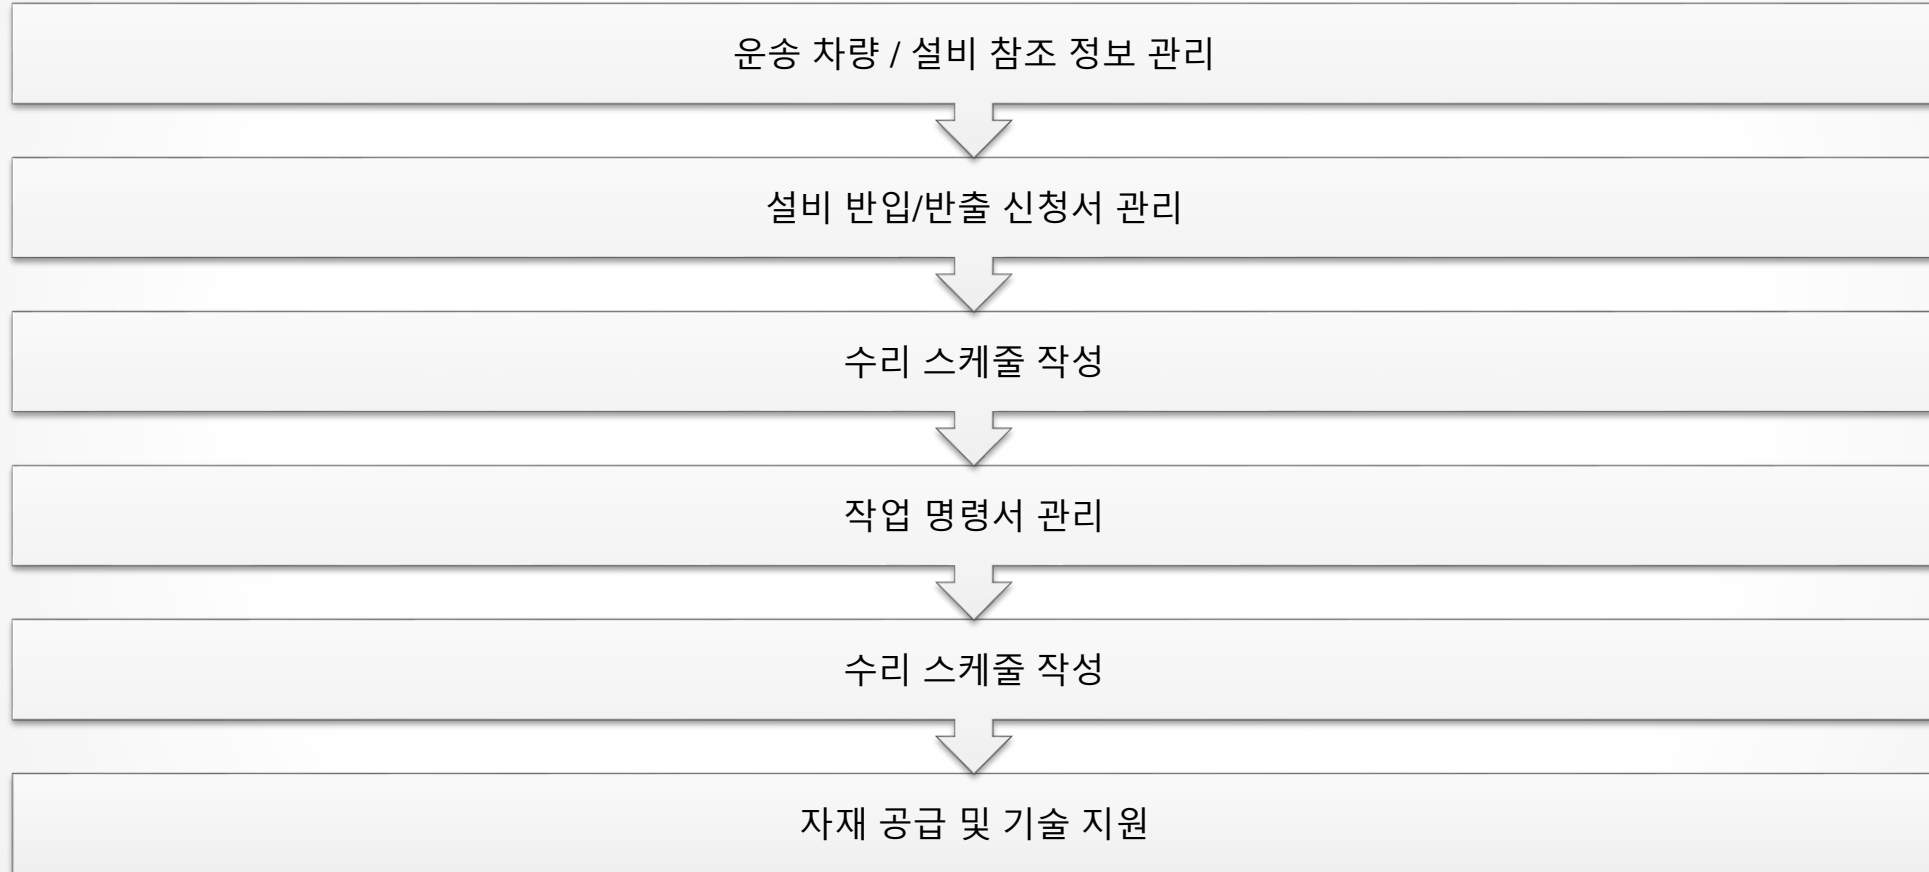 운송 차량 / 설비 참조 정보 관리
설비 반입/반출 신청서 관리
수리 스케줄 작성
작업 명령서 관리
수리 스케줄 작성
자재 공급 및 기술 지원